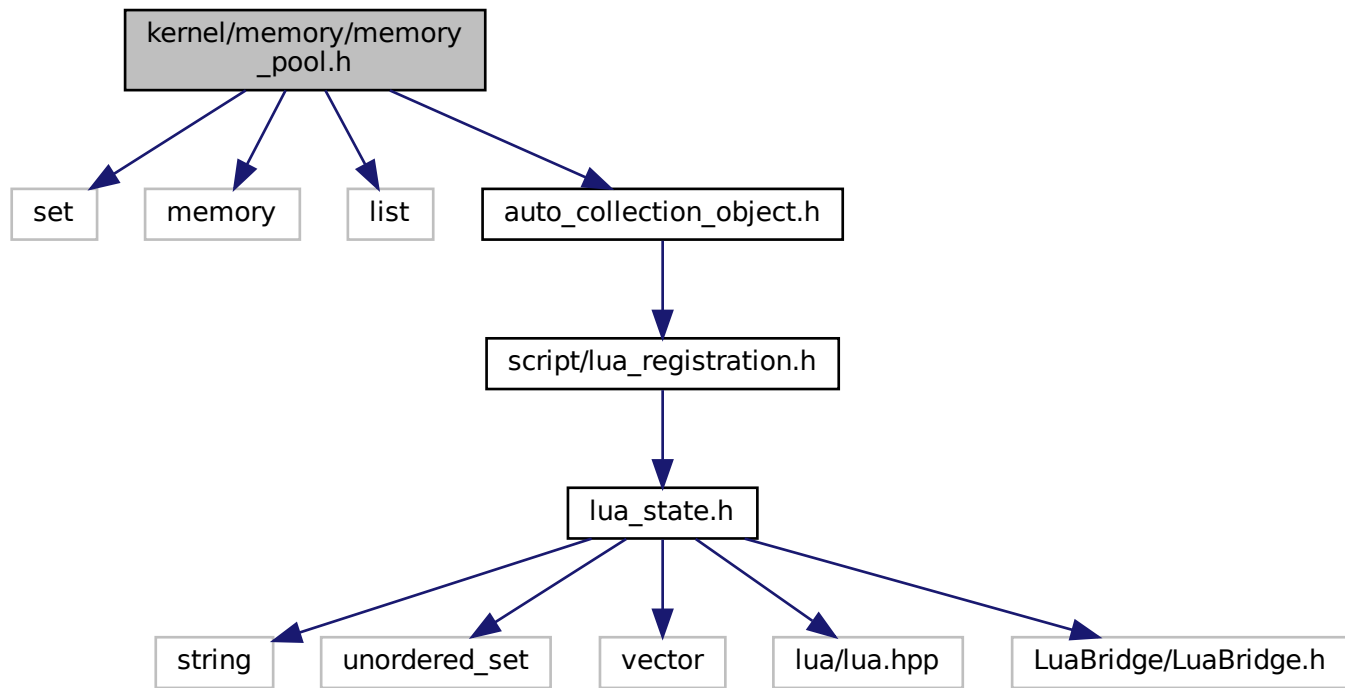 kernel/memory/memory
_pool.h
set
memory
list
auto_collection_object.h
script/lua_registration.h
lua_state.h
string
unordered_set
vector
lua/lua.hpp
LuaBridge/LuaBridge.h